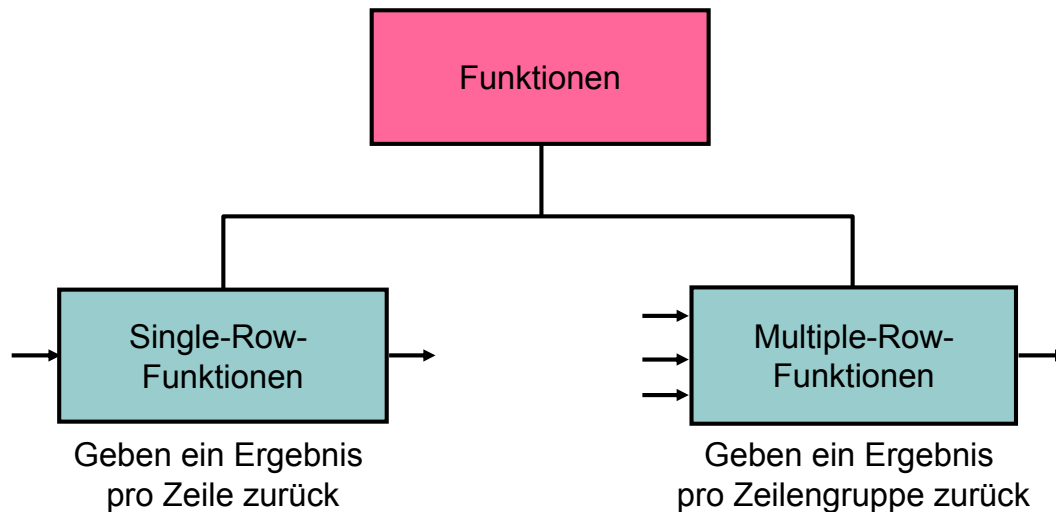 Funktionen
Single-Row-
Funktionen
Multiple-Row-
Funktionen
Geben ein Ergebnis
pro Zeile zurück
Geben ein Ergebnis
pro Zeilengruppe zurück